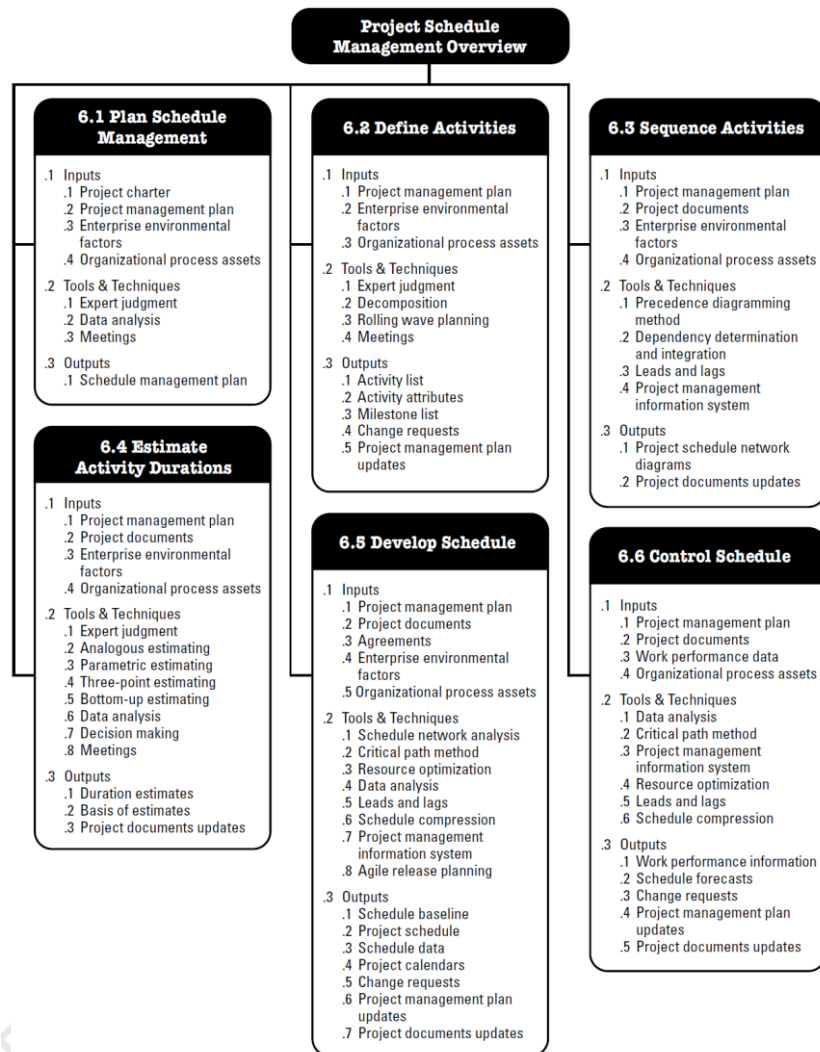 Project Schedule
Management Overview
6.1 Plan Schedule
Management
.1 Inputs
.1 Project charter
.2 Project management plan
.3 Enterprise environmental
factors
.4 Organizational process assets
.2 Tools & Techniques
.1 Expert judgment
.2 Data analysis
.3 Meetings
.3 Outputs
.1 Schedule management plan
6.2 Define Activities
.1 Inputs
.1 Project management plan
.2 Enterprise environmental
factors
.3 Organizational process assets
.2 Tools & Techniques
.1 Expert judgment
.2 Decomposition
.3 Rolling wave planning
.4 Meetings
.3 Outputs
.1 Activity list
.2 Activity attributes
.3 Milestone list
.4 Change requests
.5 Project management plan
updates
6.3 Sequence Activities
.1 Inputs
.1 Project management plan
.2 Project documents
.3 Enterprise environmental
factors
.4 Organizational process assets
.2 Tools & Techniques
.1 Precedence diagramming
method
.2 Dependency determination
and integration
.3 Leads and lags
.4 Project management
information system
.3 Outputs
.1 Project schedule network
diagrams
.2 Project documents updates
6.4 Estimate
Activity Durations
.1 Inputs
.1 Project management plan
.2 Project documents
.3 Enterprise environmental
factors
.4 Organizational process assets
.2 Tools & Techniques
.1 Expert judgment
.2 Analogous estimating
.3 Parametric estimating
.4 Three-point estimating
.5 Bottom-up estimating
.6 Data analysis
.7 Decision making
.8 Meetings
.3 Outputs
.1 Duration estimates
.2 Basis of estimates
.3 Project documents updates
6.5 Develop Schedule
.1 Inputs
.1 Project management plan
.2 Project documents
.3 Agreements
.4 Enterprise environmental
factors
.5 Organizational process assets
.2 Tools & Techniques
.1 Schedule network analysis
.2 Critical path method
.3 Resource optimization
.4 Data analysis
.5 Leads and lags
.6 Schedule compression
.7 Project management
information system
.8 Agile release planning
.3 Outputs
.1 Schedule baseline
.2 Project schedule
.3 Schedule data
.4 Project calendars
.5 Change requests
.6 Project management plan
updates
.7 Project documents updates
6.6 Control Schedule
.1 Inputs
.1 Project management plan
.2 Project documents
.3 Work performance data
.4 Organizational process assets
.2 Tools & Techniques
.1 Data analysis
.2 Critical path method
.3 Project management
information system
.4 Resource optimization
.5 Leads and lags
.6 Schedule compression
.3 Outputs
.1 Work performance information
.2 Schedule forecasts
.3 Change requests
.4 Project management plan
updates
.5 Project documents updates